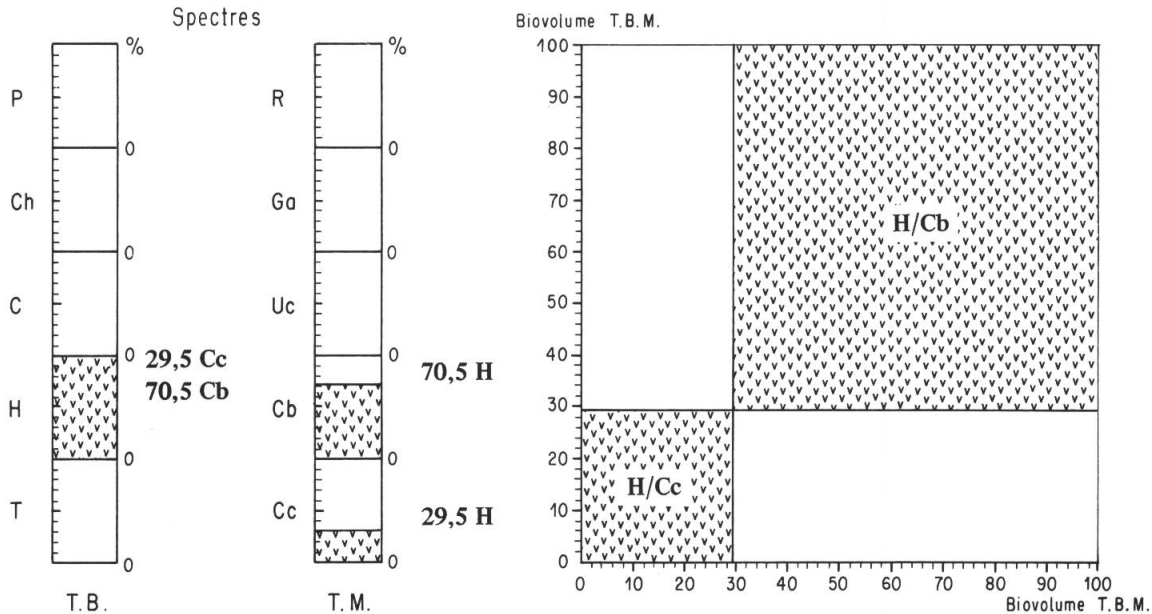 Spectres
%
P
0
Ch
0
C
0
29,5 Cc
70,5 Cb
H
0
T
0
T.B.
%
R
0
Ga
0
Uc
0
70,5 H
Cb
0
Cc
29,5 H
0
T.M.
Biovolume T.B.M.
100
90
80
70
60
50
40
30
20
10
0
H/Cb
H/Cc
0 10 20 30 40 50 60 70 80 90 100
Biovolume T.B.M.